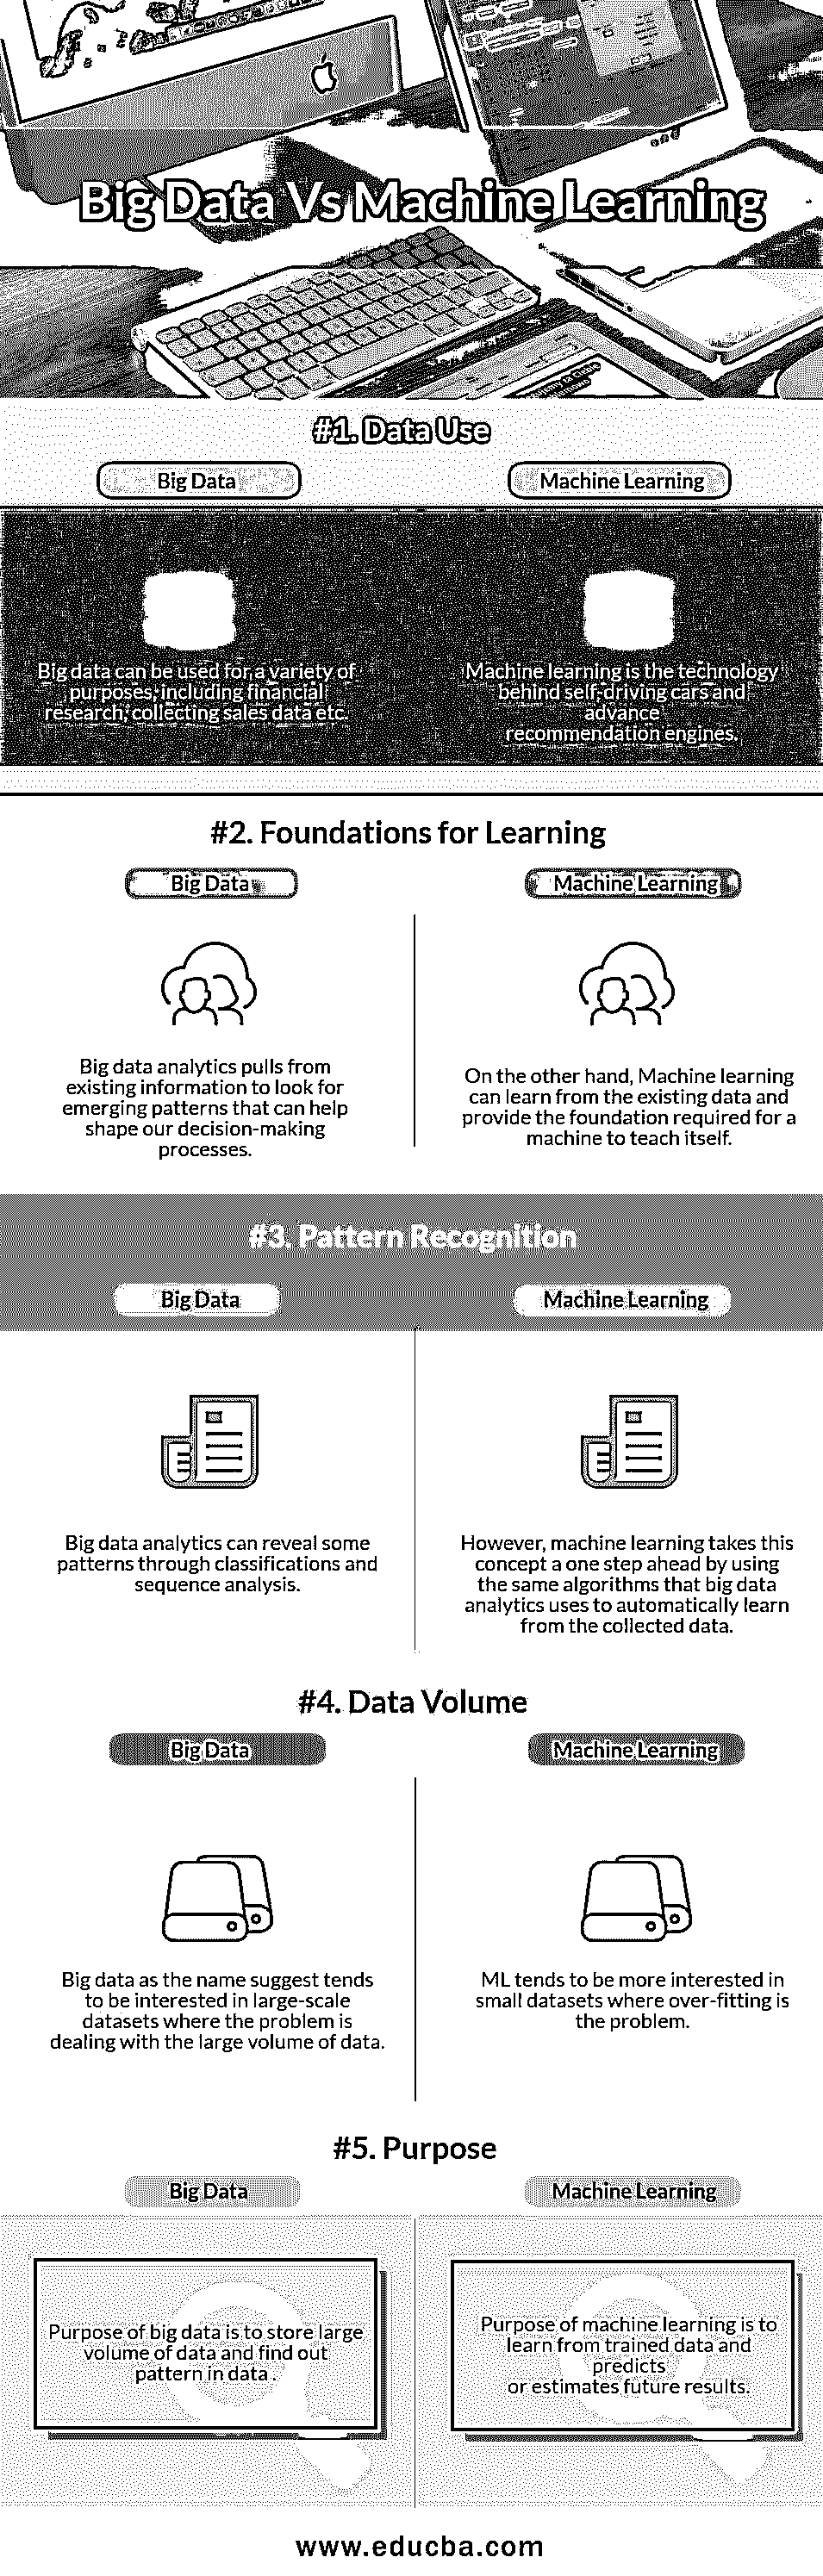 Big Data Vs Machine Learning
#1. Data Use
Big Data
Machine Learning
Big data can be used for a variety of
purposes, including financial
research, collecting sales data etc.
Machine learning is the technology
behind self-driving cars and
advance
recommendation engines.
#2. Foundations for Learning
Big Data
Machine Learning
Big data analytics pulls from
existing information to look for
emerging patterns that can help
shape our decision-making
processes.
On the other hand, Machine learning
can learn from the existing data and
provide the foundation required for a
machine to teach itself.
#3. Pattern Recognition
Big Data
Machine Learning
Big data analytics can reveal some
patterns through classifications and
sequence analysis.
However, machine learning takes this
concept a one step ahead by using
the same algorithms that big data
analytics uses to automatically learn
from the collected data.
#4. Data Volume
Big Data
Machine Learning
Big data as the name suggest tends
to be interested in large-scale
datasets where the problem is
dealing with the large volume of data.
ML tends to be more interested in
small datasets where over-fitting is
the problem.
#5. Purpose
Big Data
Machine Learning
Purpose of big data is to store large
volume of data and find out
pattern in data .
Purpose of machine learning is to
learn from trained data and
predicts
or estimates future results.
www.educba.com